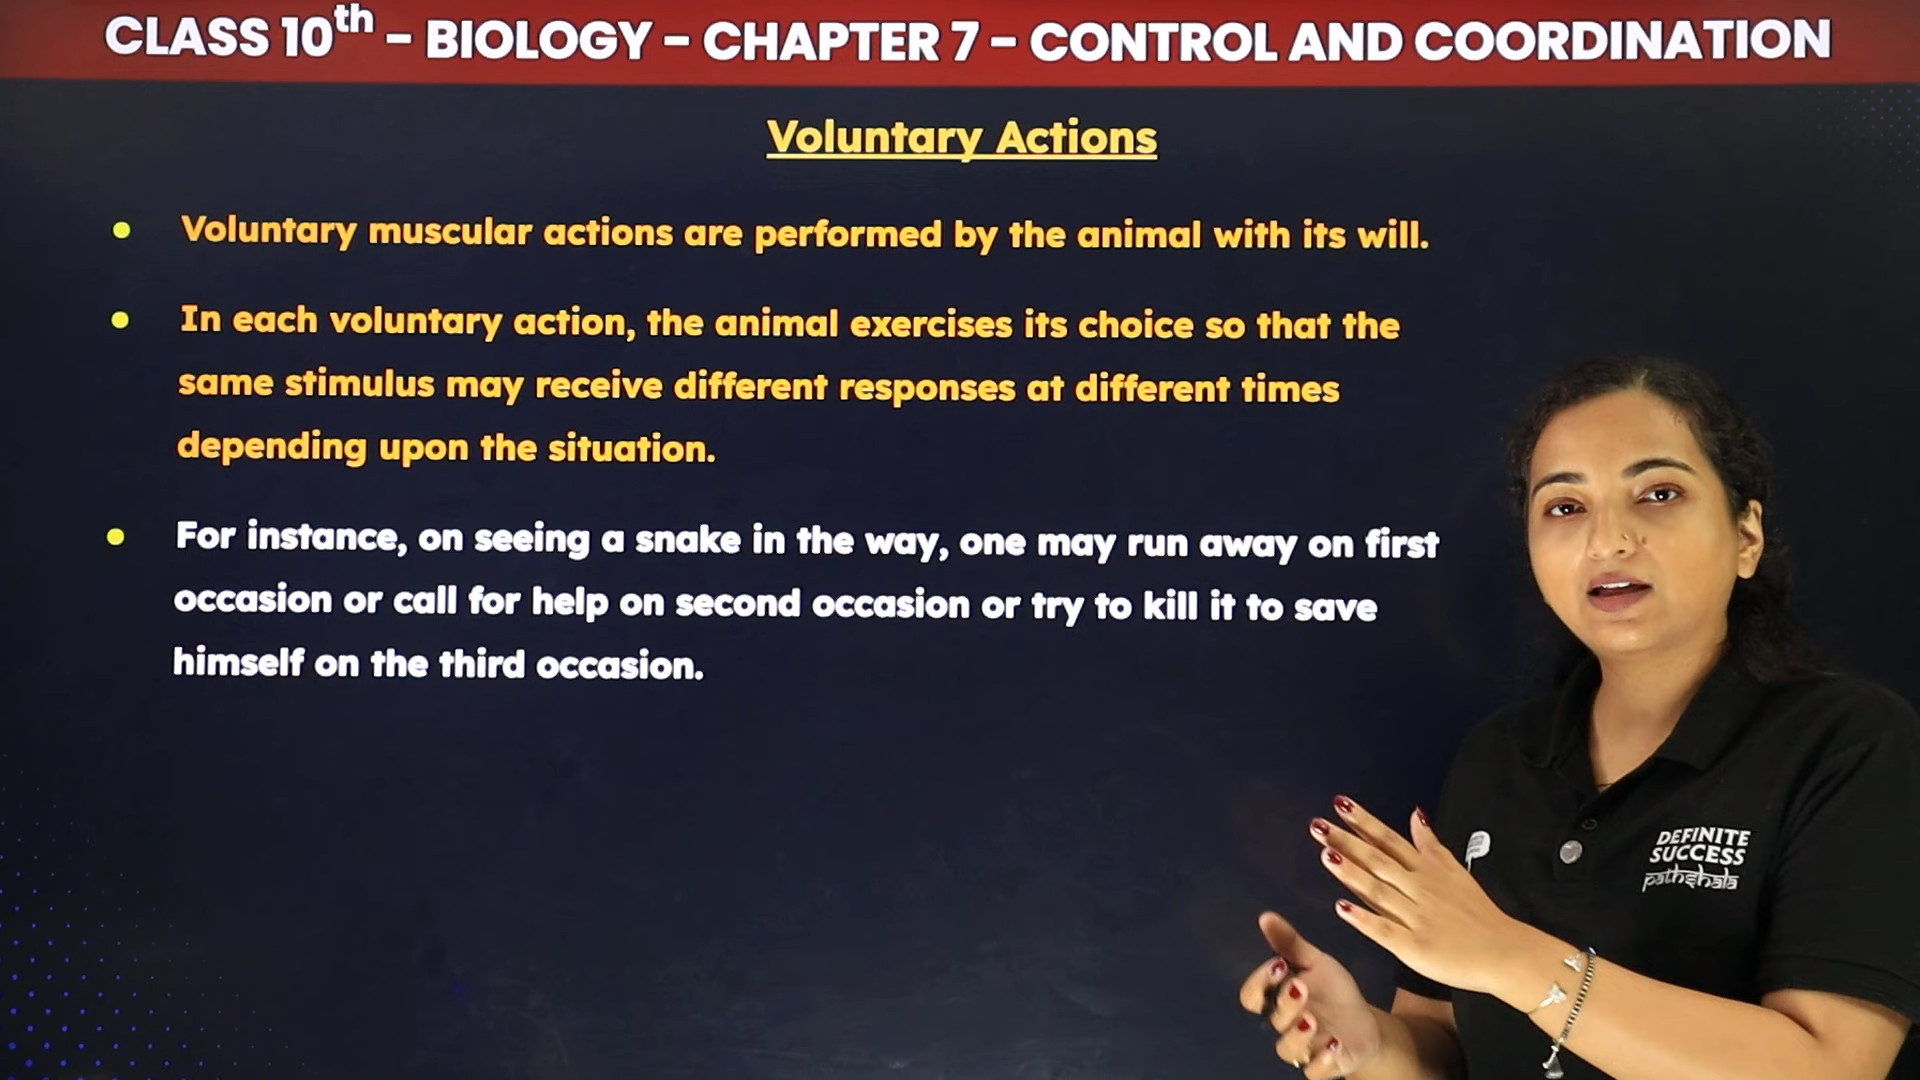 CLASS 10th – BIOLOGY – CHAPTER 7 – CONTROL AND COORDINATION
Voluntary Actions
• Voluntary muscular actions are performed by the animal with its will.
• In each voluntary action, the animal exercises its choice so that the
same stimulus may receive different responses at different times
depending upon the situation.
• For instance, on seeing a snake in the way, one may run away on first
occasion or call for help on second occasion or try to kill it to save
himself on the third occasion.
DEFINITE
SUCCESS
pathshala